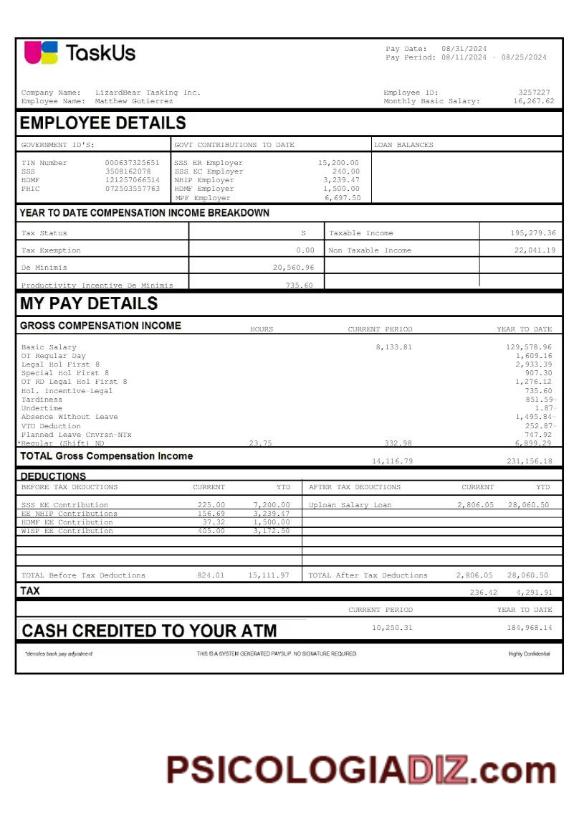 TaskUs
Pay Date: 08/31/2024
Pay Period: 08/11/2024 - 08/25/2024
Company Name: LizardBear Tasking Inc. Employee ID: 3257227
Employee Name: Matthew Gutierrez Monthly Basic Salary: 16,267.62
EMPLOYEE DETAILS
GOVERNMENT ID'S: GOVT CONTRIBUTIONS TO DATE LOAN BALANCES
TIN Number 000637325651 SSS ER Employer 15,200.00
SSS 3508162078 SSS EC Employer 240.00
HDMF 121257066514 NHIP Employer 3,239.47
PHIC 072503557763 HDMF Employer 1,500.00
MPF Employer 6,697.50
YEAR TO DATE COMPENSATION INCOME BREAKDOWN
Tax Status S Taxable Income 195,279.36
Tax Exemption 0.00 Non Taxable Income 22,041.19
De Minimis 20,560.96
Productivity Incentive De Minimis 735.60
MY PAY DETAILS
GROSS COMPENSATION INCOME HOURS CURRENT PERIOD YEAR TO DATE
Basic Salary 8,133.81 129,578.96
OT Regular Day 1,609.16
Legal Hol First 8 2,933.39
Special Hol First 8 907.30
OT RD Legal Hol First 8 1,276.12
Hol. Incentive-Legal 735.60
Tardiness 851.59-
Undertime 1.87-
Absence Without Leave 1,495.84-
VTO Deduction 252.87-
Planned Leave Cnvrsn-NTx 747.92
*Regular (Shift) ND 23.75 332.98 6,899.29
TOTAL Gross Compensation Income 14,116.79 231,156.18
DEDUCTIONS
BEFORE TAX DEDUCTIONS CURRENT YTD AFTER TAX DEDUCTIONS CURRENT YTD
SSS EE Contribution 225.00 7,200.00 Uploan Salary Loan 2,806.05 28,060.50
EE NHIP Contributions 156.69 3,239.47
HDMF EE Contribution 37.32 1,500.00
WISP EE Contribution 405.00 3,172.50
TOTAL Before Tax Deductions 824.01 15,111.97 TOTAL After Tax Deductions 2,806.05 28,060.50
TAX 236.42 4,291.91
CURRENT PERIOD YEAR TO DATE
CASH CREDITED TO YOUR ATM 10,250.31 184,968.14
*denotes back pay adjustment THIS IS A SYSTEM GENERATED PAYSLIP. NO SIGNATURE REQUIRED. Highly Confidential
PSICOLOGIADIZ.com